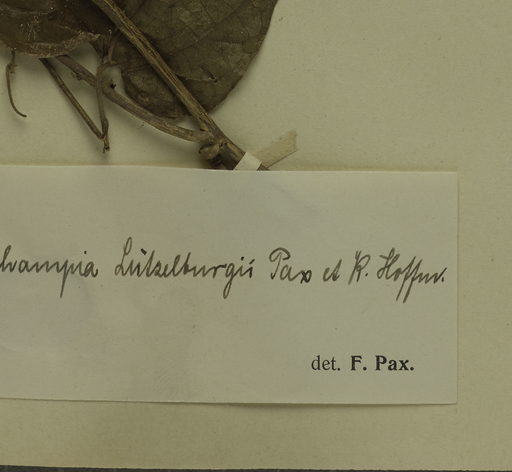 hampia Lützelburgii Pax et K. Hoffm.
det. F. Pax.